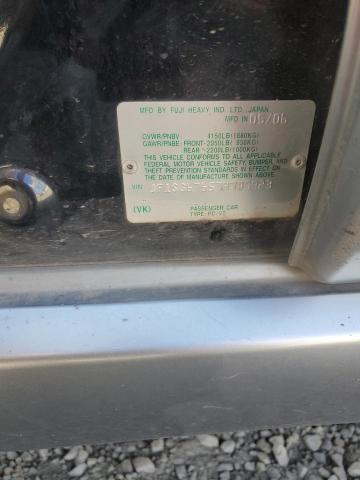 MFD BY FUJI HEAVY IND. LTD., JAPAN
MFD IN 05/06
GVWR/PNBV 4150LB(1880KG)
GAWR/PNBE: FRONT-2050LB( 930KG)
REAR -2200LB(1000KG)
THIS VEHICLE CONFORMS TO ALL APPLICABLE
FEDERAL MOTOR VEHICLE SAFETY, BUMPER, AND
THEFT PREVENTION STANDARDS IN EFFECT ON THE
DATE OF MANUFACTURE SHOWN ABOVE.
VIN
(VK)
PASSENGER CAR